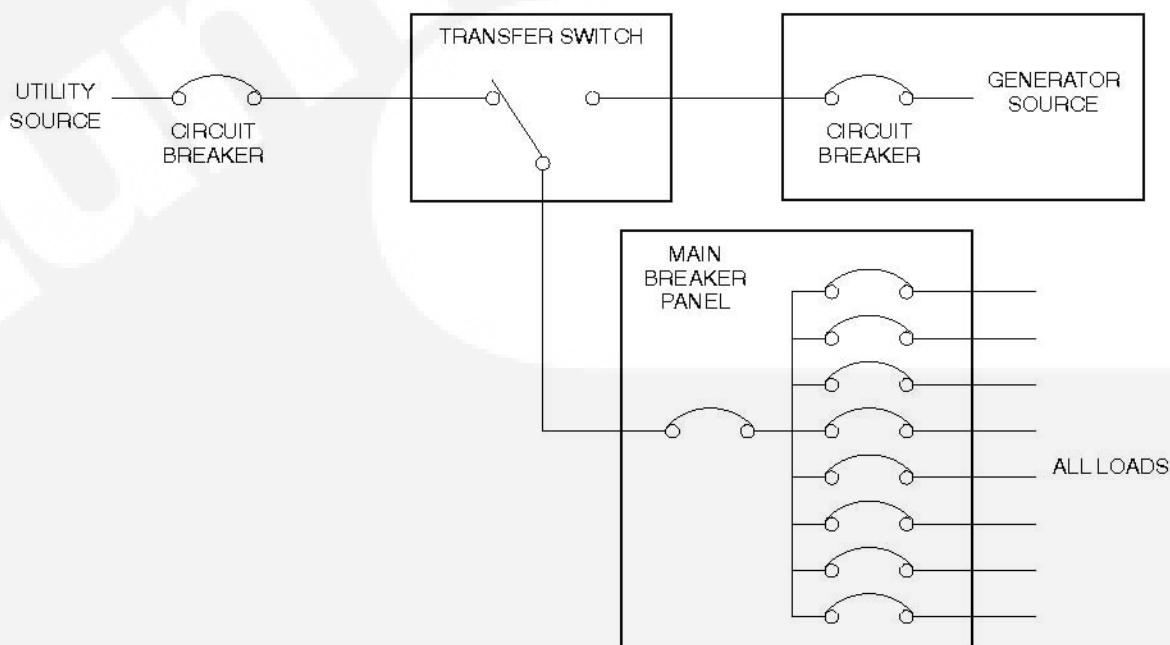 TRANSFER SWITCH
UTILITY
SOURCE
CIRCUIT
BREAKER
CIRCUIT
BREAKER
GENERATOR
SOURCE
MAIN
BREAKER
PANEL
ALL LOADS